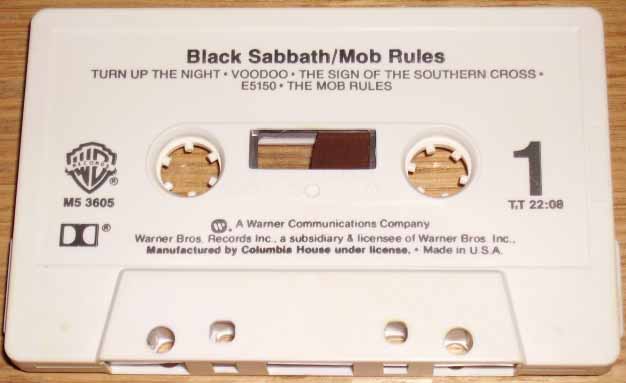 Black Sabbath/Mob Rules
TURN UP THE NIGHT • VOODOO • THE SIGN OF THE SOUTHERN CROSS •
E5150 • THE MOB RULES
WB
RECORDS
®
1
M5 3605
T.T 22:08
®
A Warner Communications Company
Warner Bros. Records Inc., a subsidiary & licensee of Warner Bros. Inc.,
Manufactured by Columbia House under license. • Made in U.S.A.